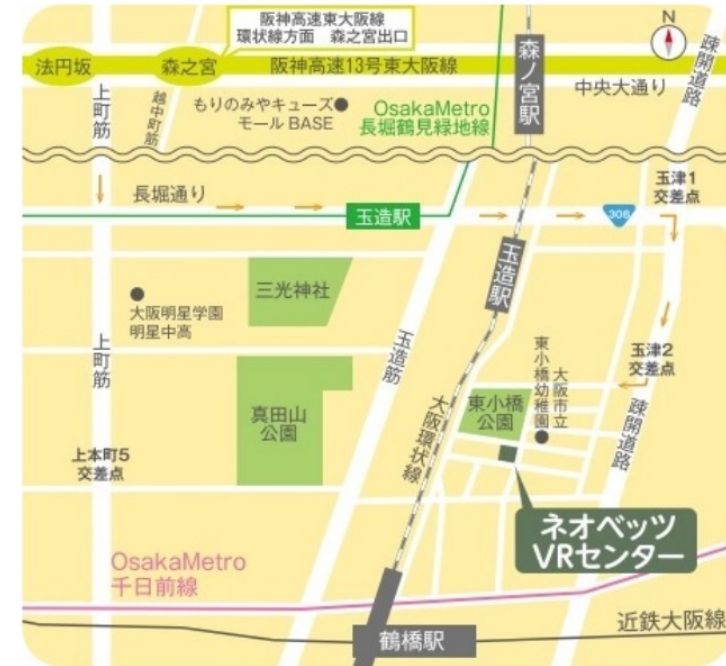 阪神高速東大阪線
環状線方面 森之宮出口
N
法円坂
森之宮
阪神高速13号東大阪線
森ノ宮駅
疎開道路
中央大通り
上町筋
越中町筋
もりのみやキューズ
モール BASE
OsakaMetro
長堀鶴見緑地線
長堀通り
玉造駅
308
玉津1
交差点
玉造駅
三光神社
大阪明星学園
明星中高
上町筋
玉造筋
大阪市立
東小橋幼稚園
玉津2
交差点
真田山
公園
大阪環状線
東小橋
公園
疎開道路
上本町5
交差点
ネオベッツ
VRセンター
OsakaMetro
千日前線
近鉄大阪線
鶴橋駅